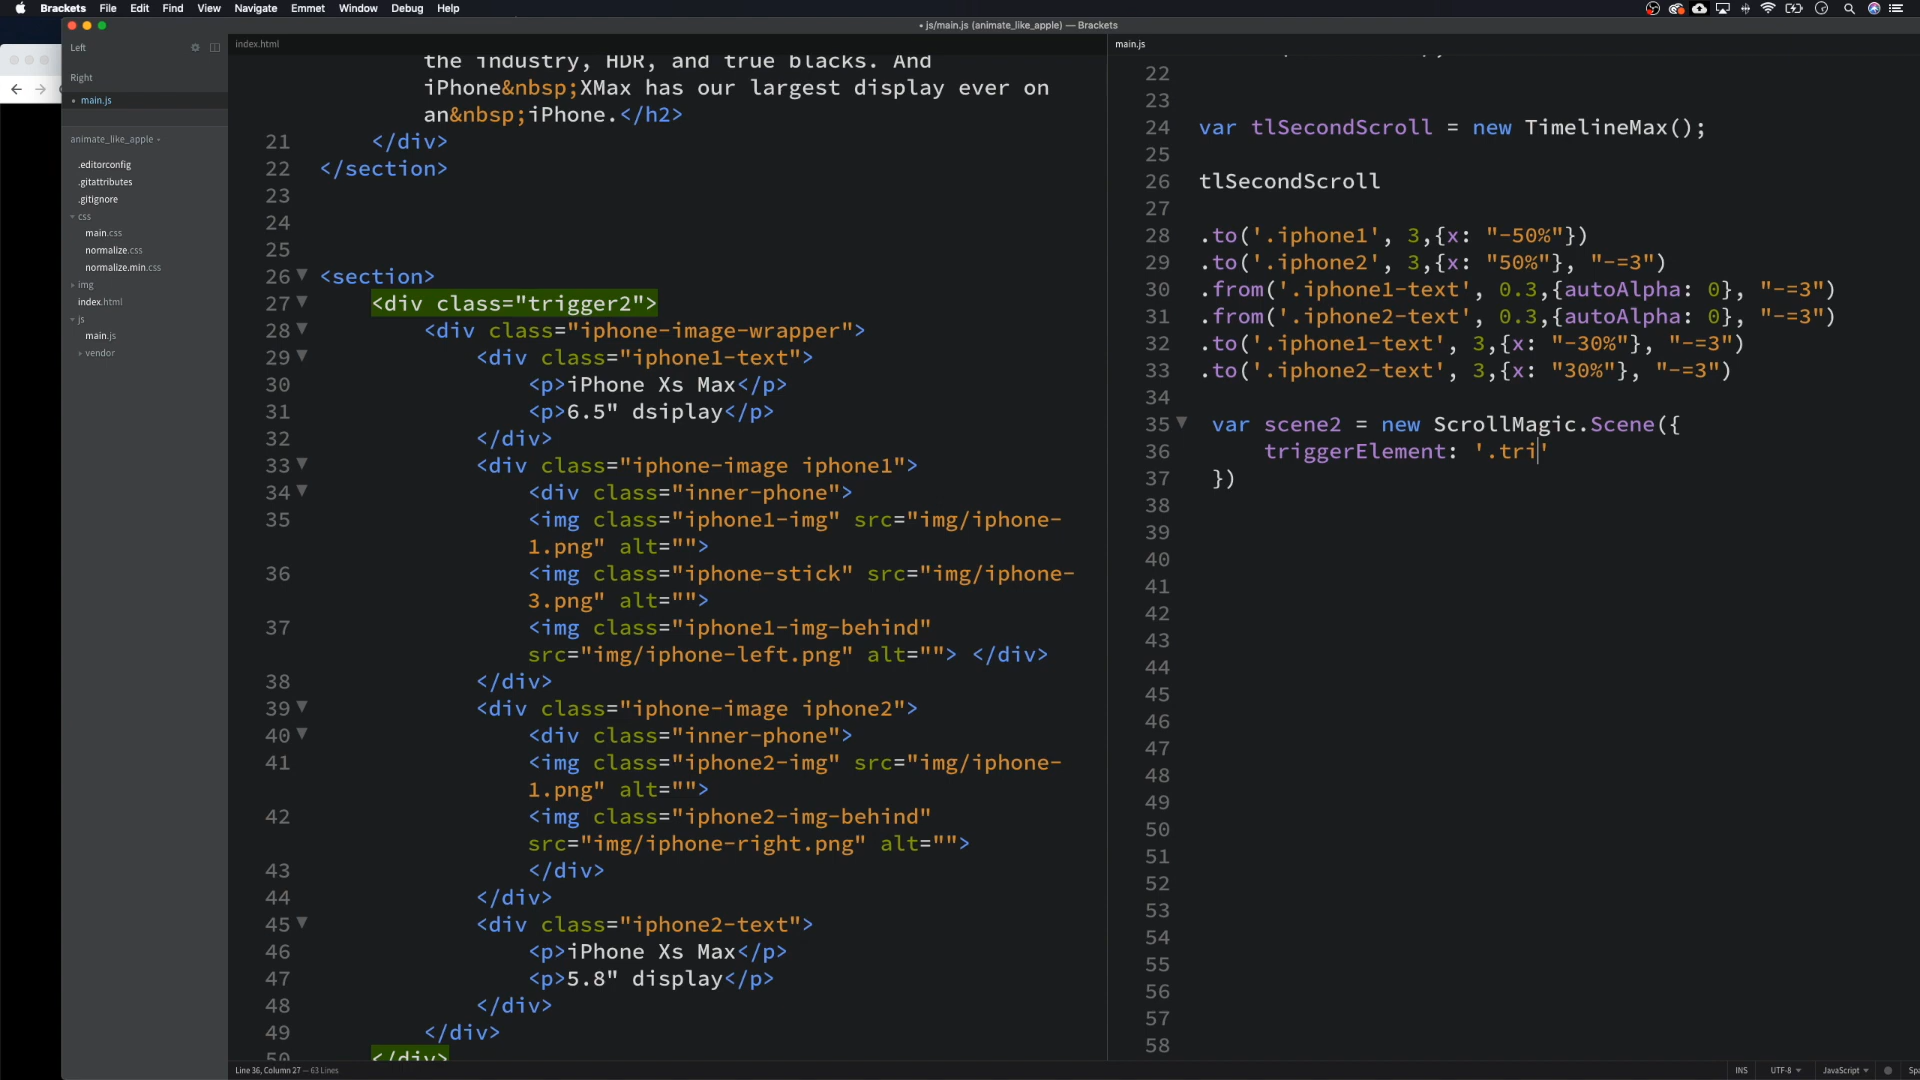 Brackets File Edit Find View Navigate Emmet Window Debug Help
• js/main.js (animate_like_apple) — Brackets
Left
Right
• main.js
animate_like_apple
.editorconfig
.gitattributes
.gitignore
css
main.css
normalize.css
normalize.min.css
img
index.html
js
main.js
vendor
index.html
the industry, HDR, and true blacks. And
iPhone&nbsp;XMax has our largest display ever on
an&nbsp;iPhone.</h2>
21 </div>
22 </section>
23
24
25
26 <section>
27 <div class="trigger2">
28 <div class="iphone-image-wrapper">
29 <div class="iphone1-text">
30 <p>iPhone Xs Max</p>
31 <p>6.5" dsiplay</p>
32 </div>
33 <div class="iphone-image iphone1">
34 <div class="inner-phone">
35 <img class="iphone1-img" src="img/iphone-
1.png" alt="">
36 <img class="iphone-stick" src="img/iphone-
3.png" alt="">
37 <img class="iphone1-img-behind"
src="img/iphone-left.png" alt=""> </div>
38 </div>
39 <div class="iphone-image iphone2">
40 <div class="inner-phone">
41 <img class="iphone2-img" src="img/iphone-
1.png" alt="">
42 <img class="iphone2-img-behind"
src="img/iphone-right.png" alt="">
43 </div>
44 </div>
45 <div class="iphone2-text">
46 <p>iPhone Xs Max</p>
47 <p>5.8" display</p>
48 </div>
49 </div>
50 </div>
main.js
22
23
24 var tlSecondScroll = new TimelineMax();
25
26 tlSecondScroll
27
28 .to('.iphone1', 3,{x: "-50%"})
29 .to('.iphone2', 3,{x: "50%"}, "-=3")
30 .from('.iphone1-text', 0.3,{autoAlpha: 0}, "-=3")
31 .from('.iphone2-text', 0.3,{autoAlpha: 0}, "-=3")
32 .to('.iphone1-text', 3,{x: "-30%"}, "-=3")
33 .to('.iphone2-text', 3,{x: "30%"}, "-=3")
34
35 var scene2 = new ScrollMagic.Scene({
36 triggerElement: '.tri'
37 })
38
39
40
41
42
43
44
45
46
47
48
49
50
51
52
53
54
55
56
57
58
Line 36, Column 27 — 63 Lines
INS UTF-8 JavaScript Spa